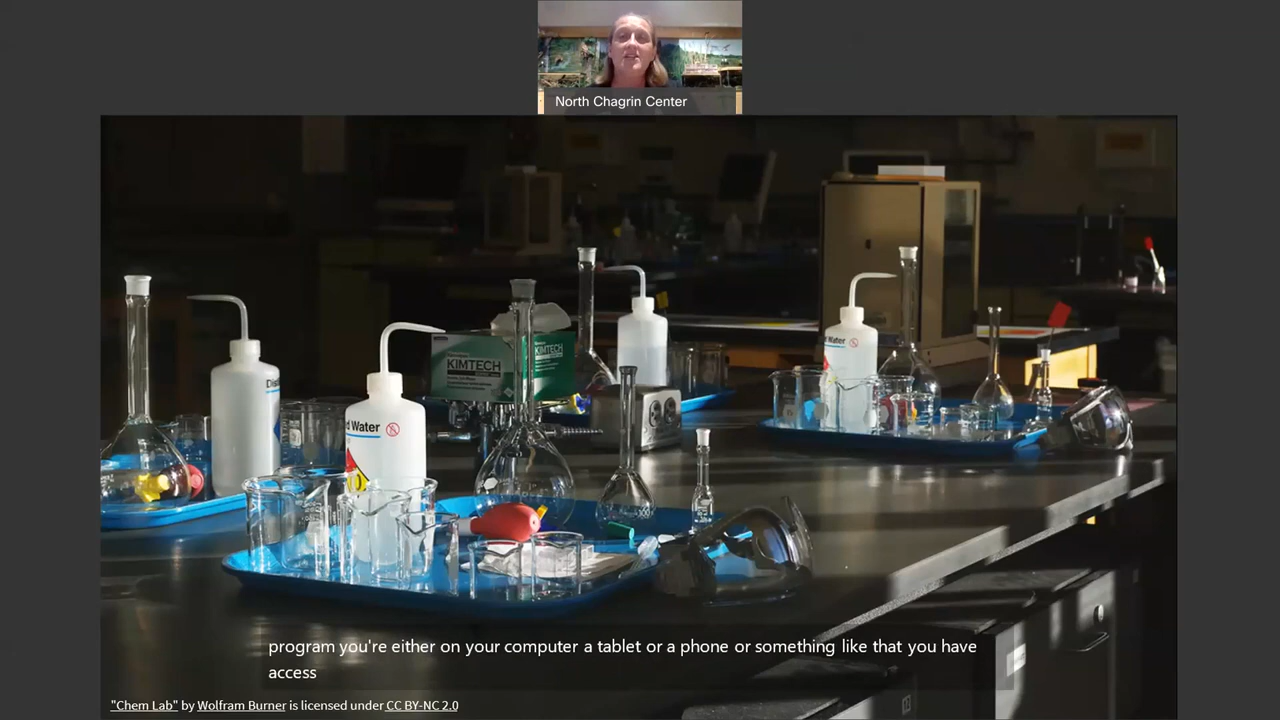 North Chagrin Center
KIMTECH
KIMTECH
d Water
Water
program you're either on your computer a tablet or a phone or something like that you have
access
"Chem Lab" by Wolfram Burner is licensed under CC BY-NC 2.0